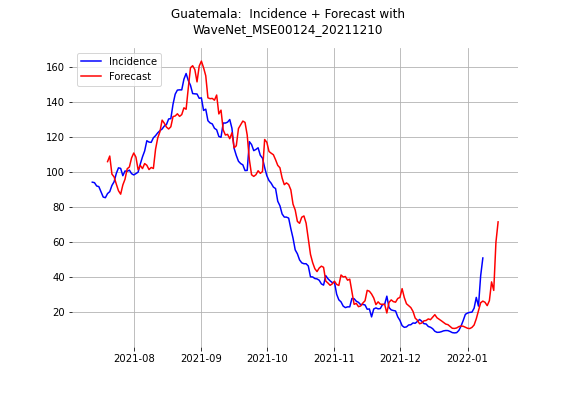 Guatemala:  Incidence + Forecast with
WaveNet_MSE00124_20211210
Incidence
Forecast
160
140
120
100
80
60
40
20
2021-08 2021-09 2021-10 2021-11 2021-12 2022-01